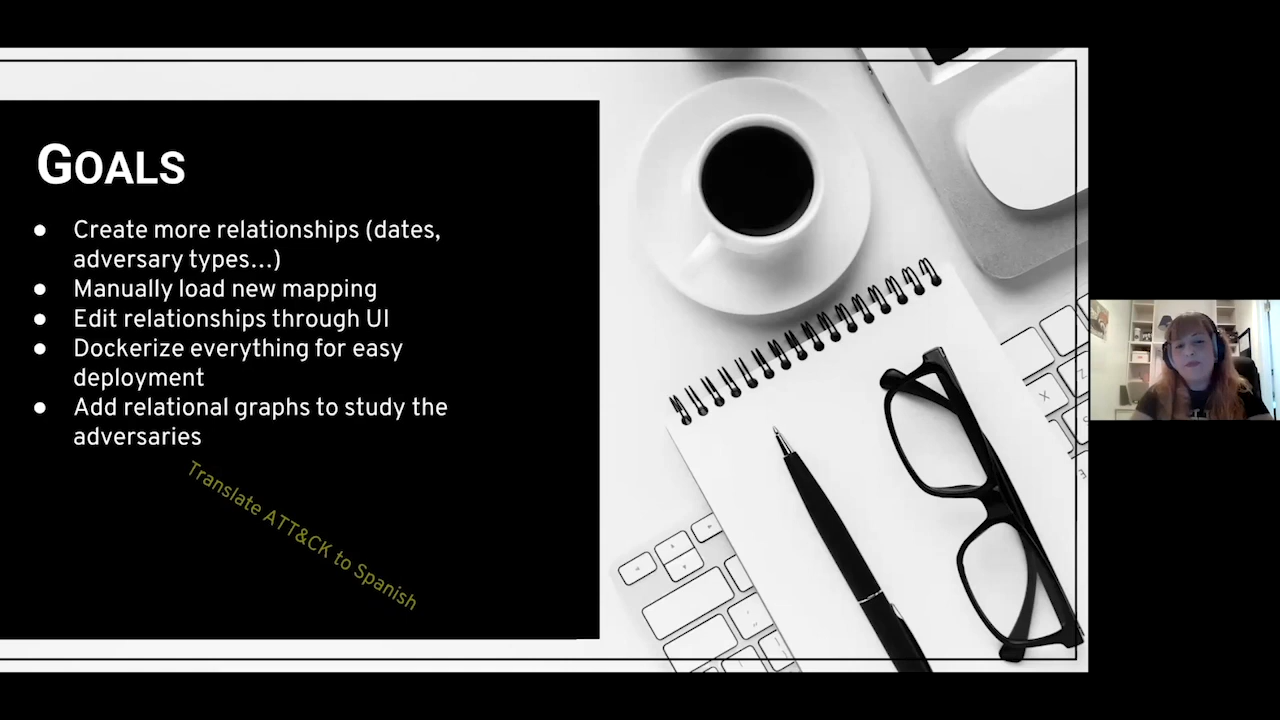 GOALS
● Create more relationships (dates,
adversary types...)
● Manually load new mapping
● Edit relationships through UI
● Dockerize everything for easy
deployment
● Add relational graphs to study the
adversaries
Translate ATT&CK to Spanish